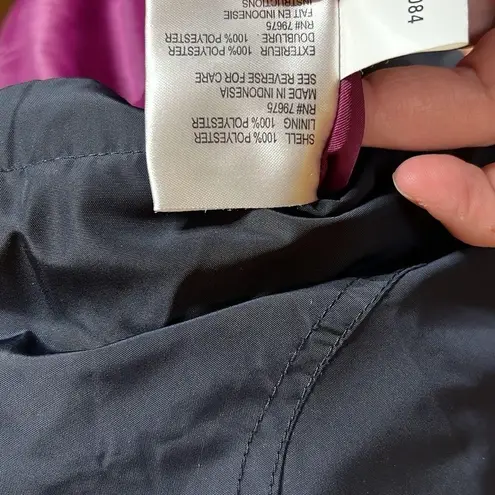 SHELL 100% POLYESTER
LINING 100% POLYESTER
RN# 79675
MADE IN INDONESIA
SEE REVERSE FOR CARE
EXTERIEUR 100% POLYESTER
DOUBLURE 100% POLYESTER
RN# 79675
FAIT EN INDONESIE
INSTRUCTIONS
084